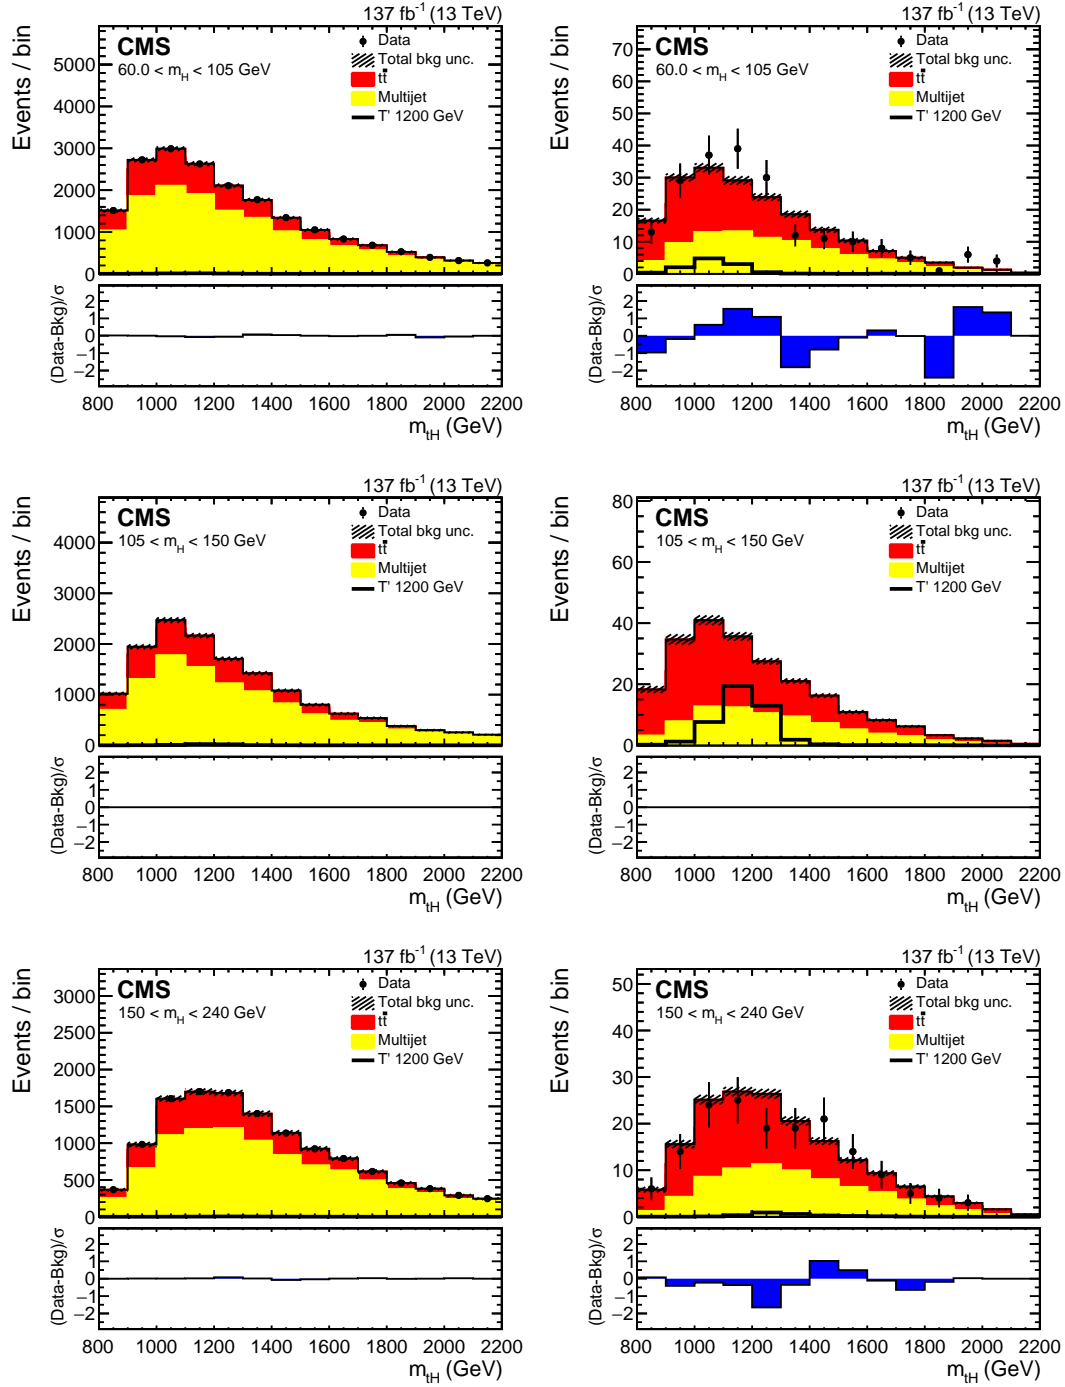 137 fb⁻¹ (13 TeV)
Events / bin
CMS
60.0 < m_H < 105 GeV
Data
Total bkg unc.
tt̄
Multijet
T' 1200 GeV
5000
4000
3000
2000
1000
0
(Data-Bkg)/σ
2
1
0
−1
−2
800 1000 1200 1400 1600 1800 2000 2200
m_tH (GeV)
137 fb⁻¹ (13 TeV)
Events / bin
CMS
60.0 < m_H < 105 GeV
Data
Total bkg unc.
tt̄
Multijet
T' 1200 GeV
70
60
50
40
30
20
10
0
(Data-Bkg)/σ
2
1
0
−1
−2
800 1000 1200 1400 1600 1800 2000 2200
m_tH (GeV)
137 fb⁻¹ (13 TeV)
Events / bin
CMS
105 < m_H < 150 GeV
Data
Total bkg unc.
tt̄
Multijet
T' 1200 GeV
4000
3000
2000
1000
0
(Data-Bkg)/σ
2
1
0
−1
−2
800 1000 1200 1400 1600 1800 2000 2200
m_tH (GeV)
137 fb⁻¹ (13 TeV)
Events / bin
CMS
105 < m_H < 150 GeV
Data
Total bkg unc.
tt̄
Multijet
T' 1200 GeV
80
60
40
20
0
(Data-Bkg)/σ
2
1
0
−1
−2
800 1000 1200 1400 1600 1800 2000 2200
m_tH (GeV)
137 fb⁻¹ (13 TeV)
Events / bin
CMS
150 < m_H < 240 GeV
Data
Total bkg unc.
tt̄
Multijet
T' 1200 GeV
3000
2500
2000
1500
1000
500
0
(Data-Bkg)/σ
2
1
0
−1
−2
800 1000 1200 1400 1600 1800 2000 2200
m_tH (GeV)
137 fb⁻¹ (13 TeV)
Events / bin
CMS
150 < m_H < 240 GeV
Data
Total bkg unc.
tt̄
Multijet
T' 1200 GeV
50
40
30
20
10
0
(Data-Bkg)/σ
2
1
0
−1
−2
800 1000 1200 1400 1600 1800 2000 2200
m_tH (GeV)